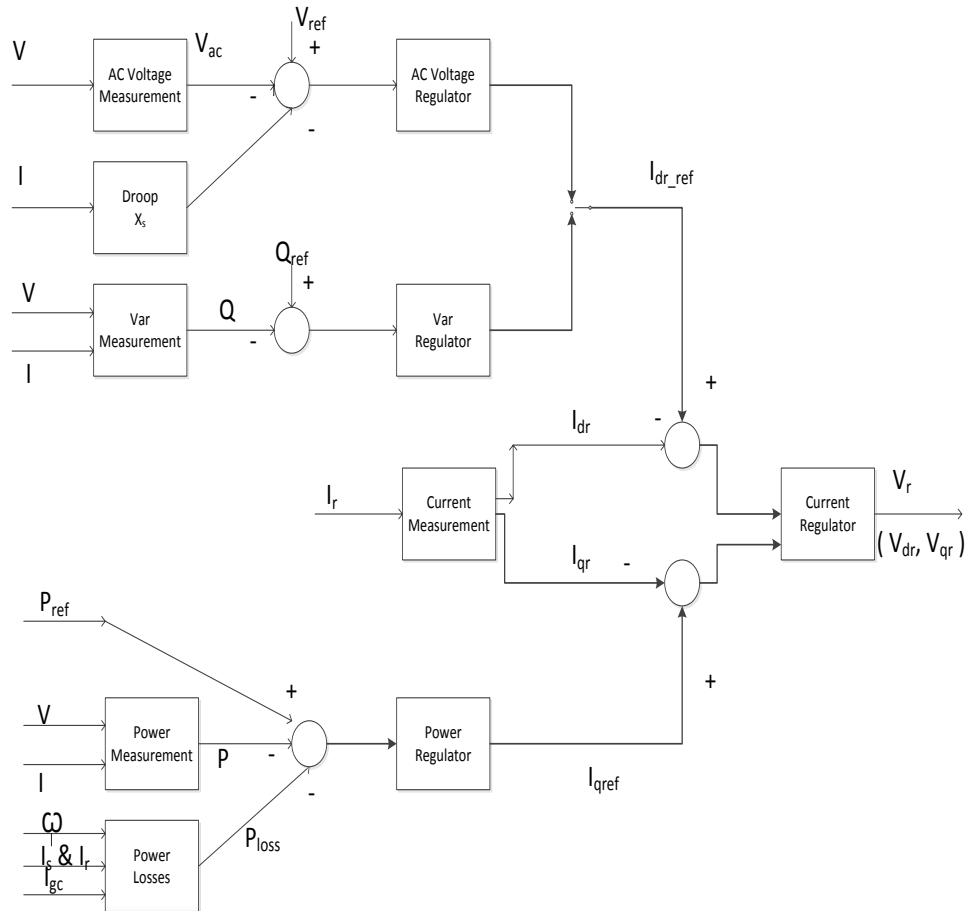 V
AC Voltage
Measurement
V_ac
V_ref
+
-
-
AC Voltage
Regulator
I
Droop
X_s
I_dr_ref
V
I
Var
Measurement
Q
Q_ref
+
-
Var
Regulator
+
-
I_r
Current
Measurement
I_dr
I_qr
-
Current
Regulator
V_r
( V_dr, V_qr )
P_ref
+
+
V
I
Power
Measurement
P
-
-
Power
Regulator
I_qref
ω
I_s & I_r
I_gc
Power
Losses
P_loss